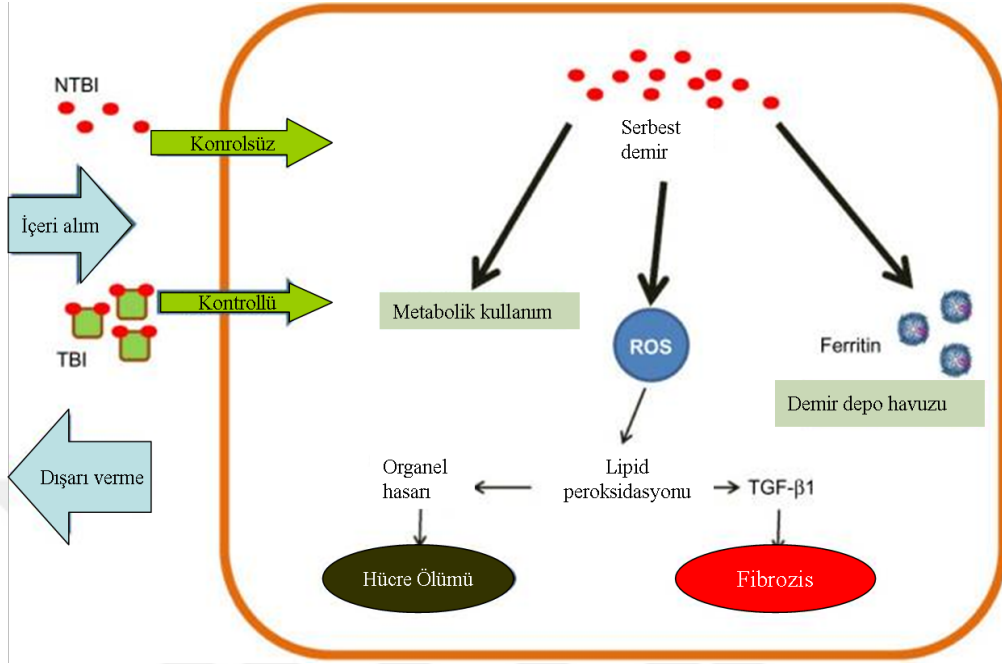 NTBI
Konrolsüz
İçeri alım
Kontrollü
TBI
Dışarı verme
Serbest
demir
Metabolik kullanım
ROS
Ferritin
Demir depo havuzu
Organel
hasarı
Lipid
peroksidasyonu
TGF-β1
Hücre Ölümü
Fibrozis